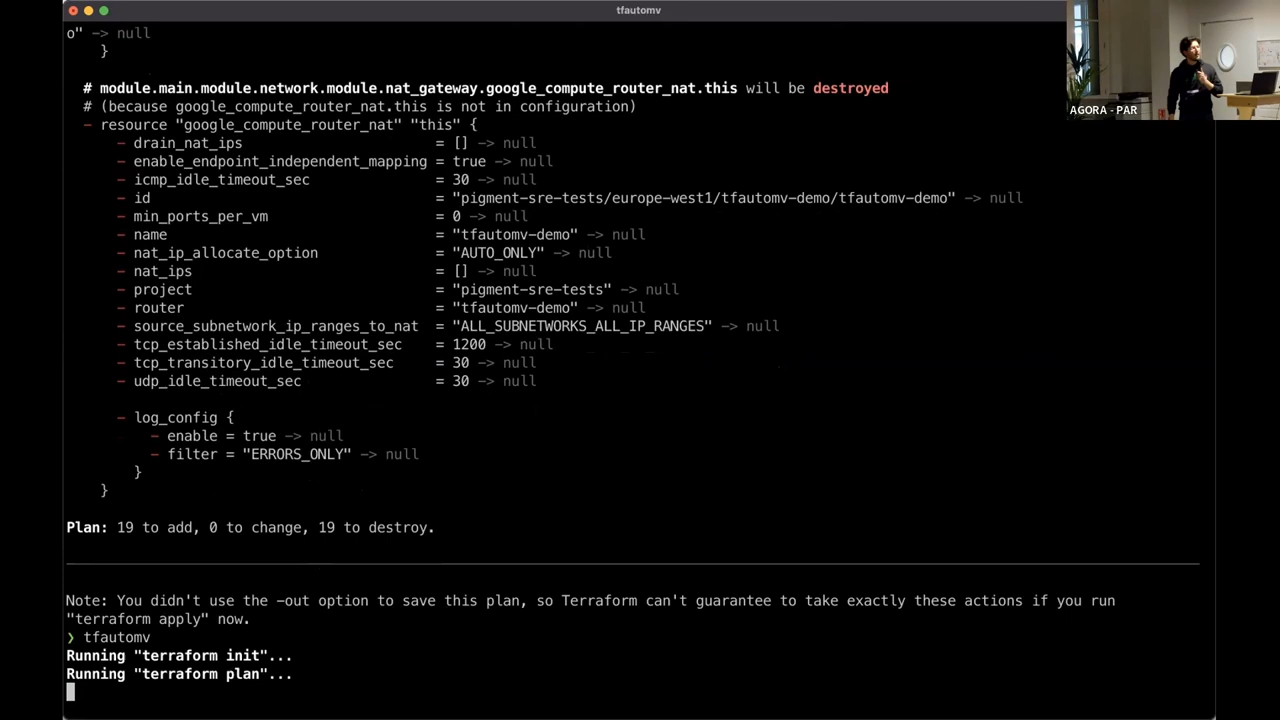 tfautomv
o" -> null
}
# module.main.module.network.module.nat_gateway.google_compute_router_nat.this will be destroyed
# (because google_compute_router_nat.this is not in configuration)
- resource "google_compute_router_nat" "this" {
- drain_nat_ips = [] -> null
- enable_endpoint_independent_mapping = true -> null
- icmp_idle_timeout_sec = 30 -> null
- id = "pigment-sre-tests/europe-west1/tfautomv-demo/tfautomv-demo" -> null
- min_ports_per_vm = 0 -> null
- name = "tfautomv-demo" -> null
- nat_ip_allocate_option = "AUTO_ONLY" -> null
- nat_ips = [] -> null
- project = "pigment-sre-tests" -> null
- router = "tfautomv-demo" -> null
- source_subnetwork_ip_ranges_to_nat = "ALL_SUBNETWORKS_ALL_IP_RANGES" -> null
- tcp_established_idle_timeout_sec = 1200 -> null
- tcp_transitory_idle_timeout_sec = 30 -> null
- udp_idle_timeout_sec = 30 -> null
- log_config {
- enable = true -> null
- filter = "ERRORS_ONLY" -> null
}
}
Plan: 19 to add, 0 to change, 19 to destroy.
Note: You didn't use the -out option to save this plan, so Terraform can't guarantee to take exactly these actions if you run
"terraform apply" now.
❯ tfautomv
Running "terraform init"...
Running "terraform plan"...
AGORA - PAR